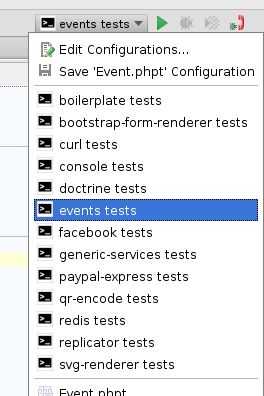 events tests
Edit Configurations...
Save 'Event.phpt' Configuration
boilerplate tests
bootstrap-form-renderer tests
curl tests
console tests
doctrine tests
events tests
facebook tests
generic-services tests
paypal-express tests
qr-encode tests
redis tests
replicator tests
svg-renderer tests
Event.phpt